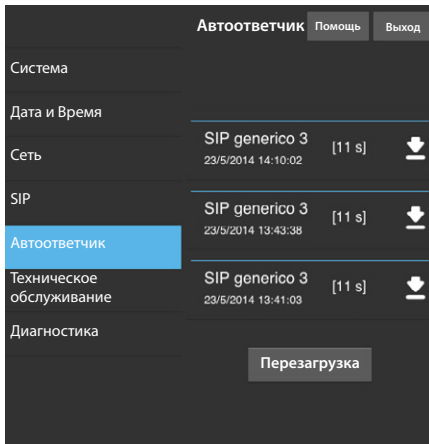 Автоответчик
Помощь
Выход
Система
Дата и Время
Сеть
SIP
Автоответчик
Техническое
обслуживание
Диагностика
SIP generico 3
[11 s]
23/5/2014 14:10:02
SIP generico 3
[11 s]
23/5/2014 13:43:38
SIP generico 3
[11 s]
23/5/2014 13:41:03
Перезагрузка